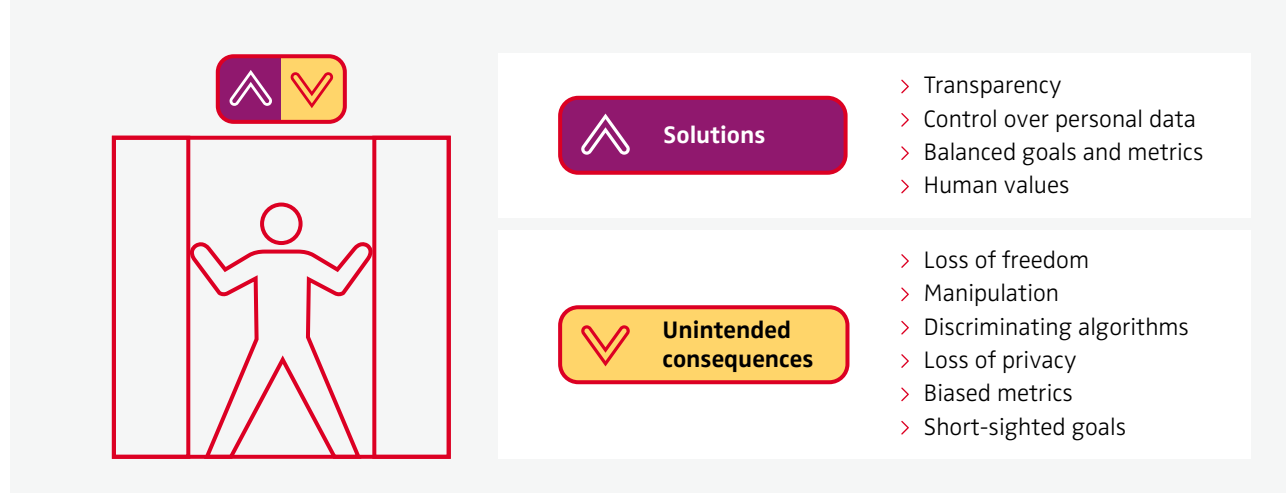 Solutions
Transparency
Control over personal data
Balanced goals and metrics
Human values
Unintended
consequences
Loss of freedom
Manipulation
Discriminating algorithms
Loss of privacy
Biased metrics
Short-sighted goals